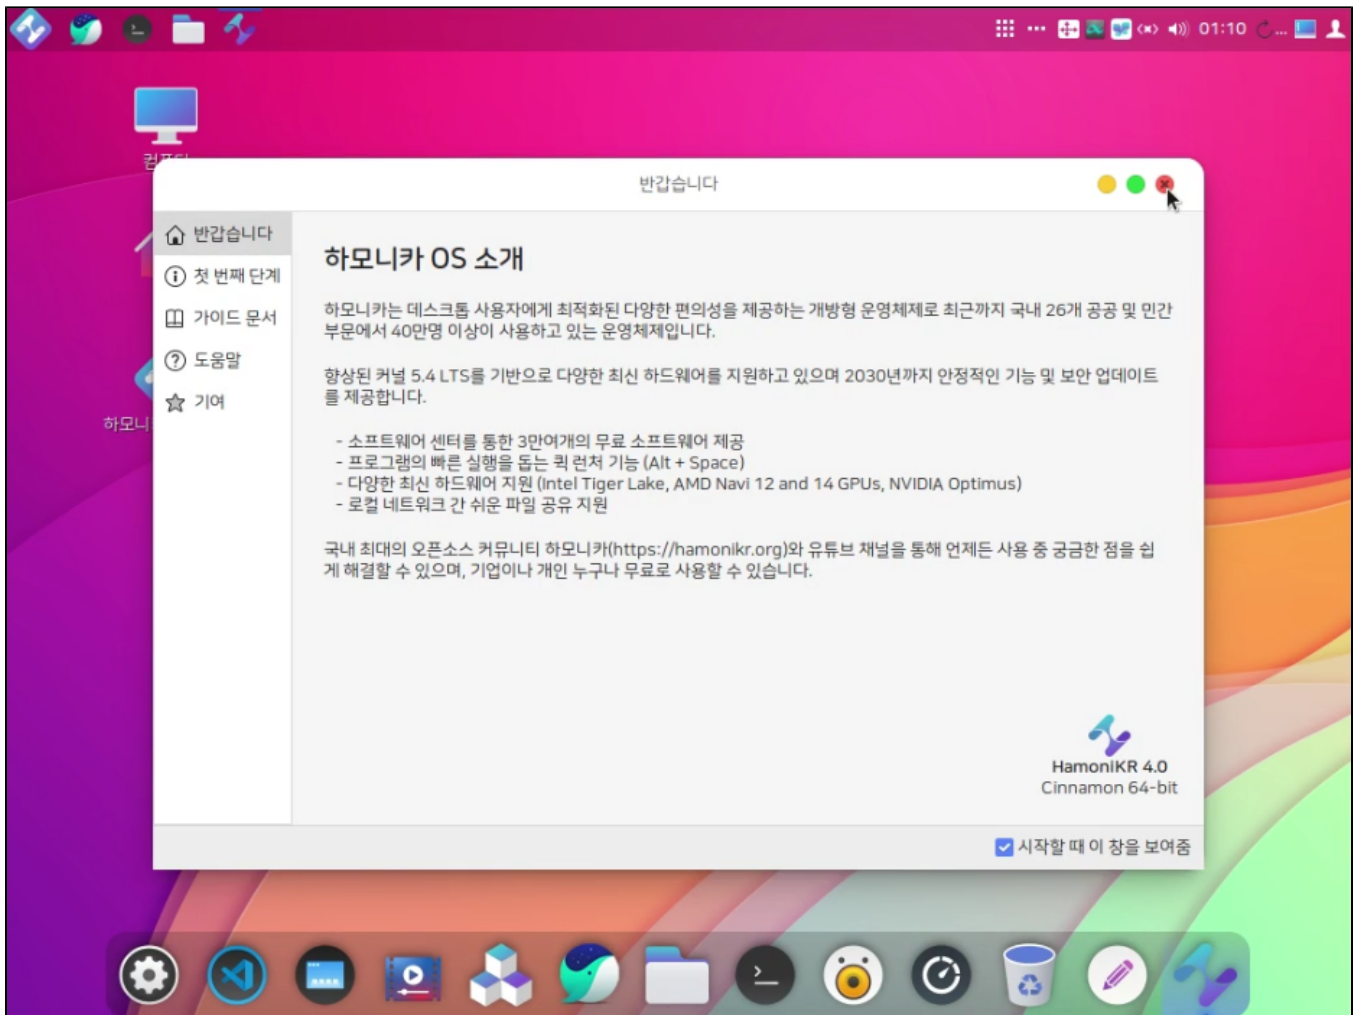 01:10
반갑습니다
반갑습니다
첫 번째 단계
가이드 문서
도움말
기여
하모니카 OS 소개
하모니카는 데스크톱 사용자에게 최적화된 다양한 편의성을 제공하는 개방형 운영체제로 최근까지 국내 26개 공공 및 민간
부문에서 40만명 이상이 사용하고 있는 운영체제입니다.
향상된 커널 5.4 LTS를 기반으로 다양한 최신 하드웨어를 지원하고 있으며 2030년까지 안정적인 기능 및 보안 업데이트
를 제공합니다.
- 소프트웨어 센터를 통한 3만여개의 무료 소프트웨어 제공
- 프로그램의 빠른 실행을 돕는 퀵 런처 기능 (Alt + Space)
- 다양한 최신 하드웨어 지원 (Intel Tiger Lake, AMD Navi 12 and 14 GPUs, NVIDIA Optimus)
- 로컬 네트워크 간 쉬운 파일 공유 지원
국내 최대의 오픈소스 커뮤니티 하모니카(https://hamonikr.org)와 유튜브 채널을 통해 언제든 사용 중 궁금한 점을 쉽
게 해결할 수 있으며, 기업이나 개인 누구나 무료로 사용할 수 있습니다.
HamoniKR 4.0
Cinnamon 64-bit
시작할 때 이 창을 보여줌